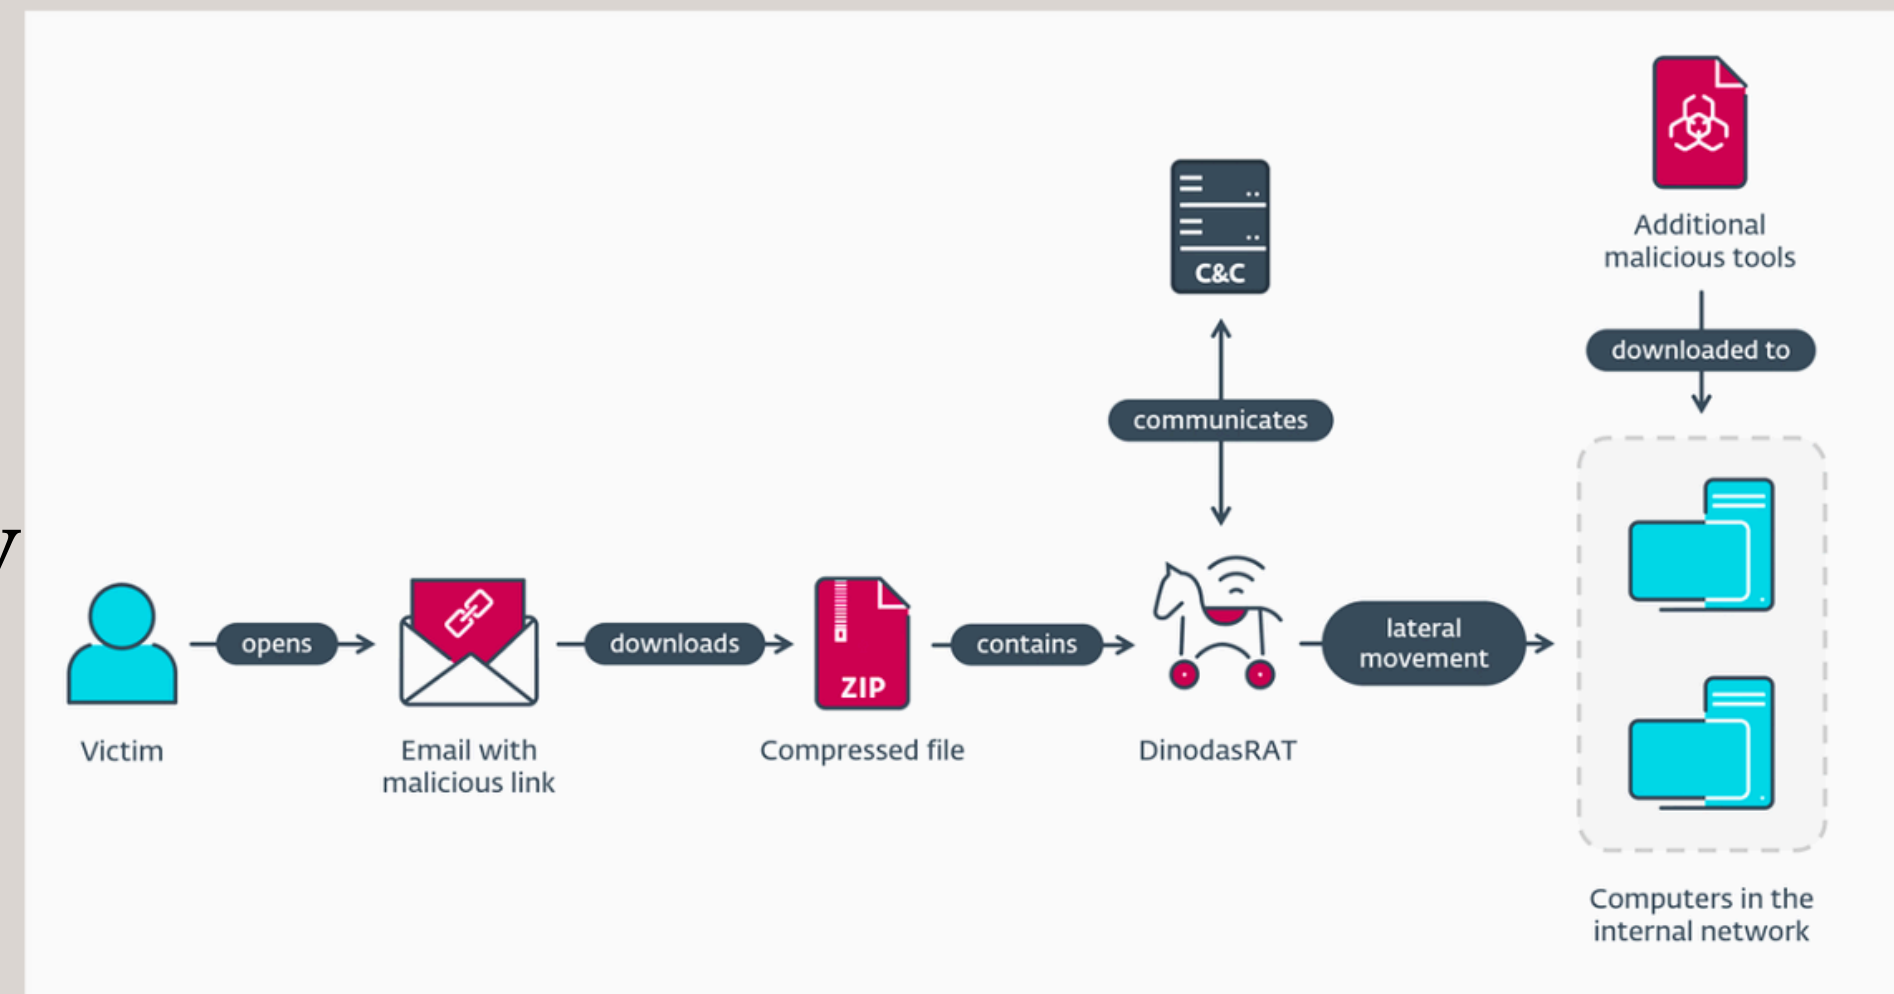 Additional
malicious tools
C&C
downloaded to
communicates
opens
downloads
contains
lateral
movement
ZIP
Victim
Email with
malicious link
Compressed file
DinodasRAT
Computers in the
internal network